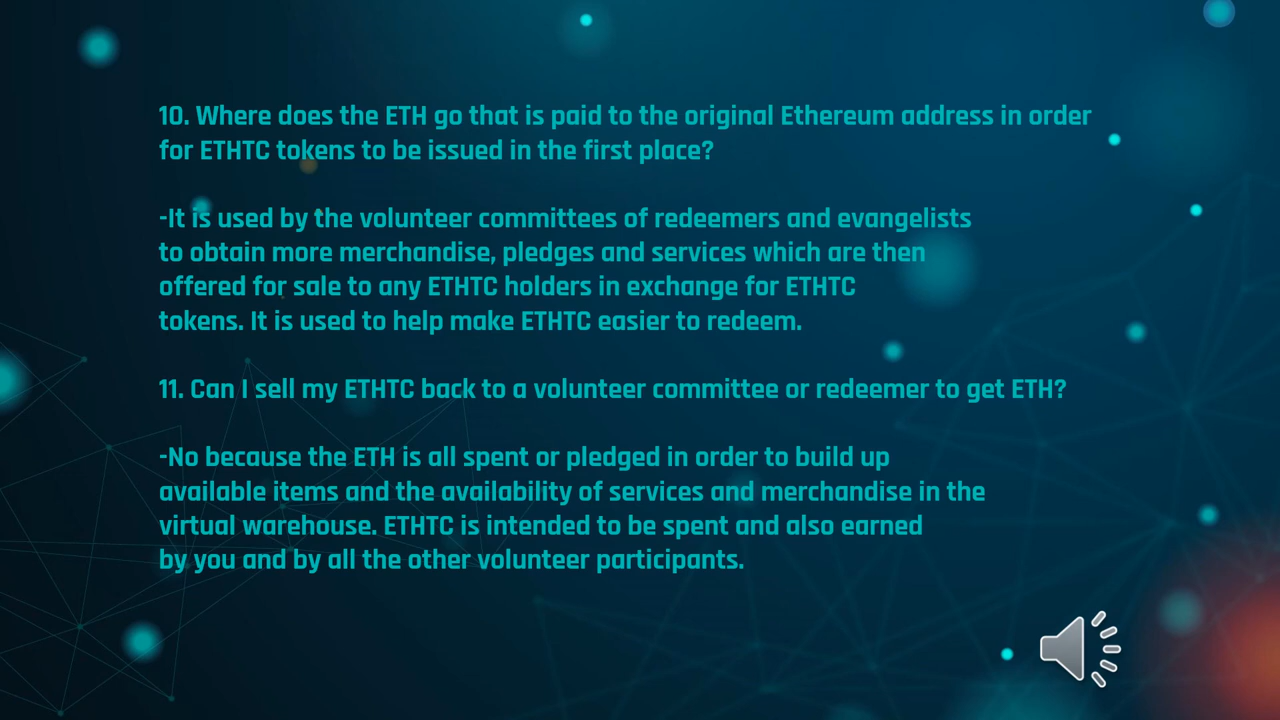 10. Where does the ETH go that is paid to the original Ethereum address in order
for ETHTC tokens to be issued in the first place?
-It is used by the volunteer committees of redeemers and evangelists
to obtain more merchandise, pledges and services which are then
offered for sale to any ETHTC holders in exchange for ETHTC
tokens. It is used to help make ETHTC easier to redeem.
11. Can I sell my ETHTC back to a volunteer committee or redeemer to get ETH?
-No because the ETH is all spent or pledged in order to build up
available items and the availability of services and merchandise in the
virtual warehouse. ETHTC is intended to be spent and also earned
by you and by all the other volunteer participants.